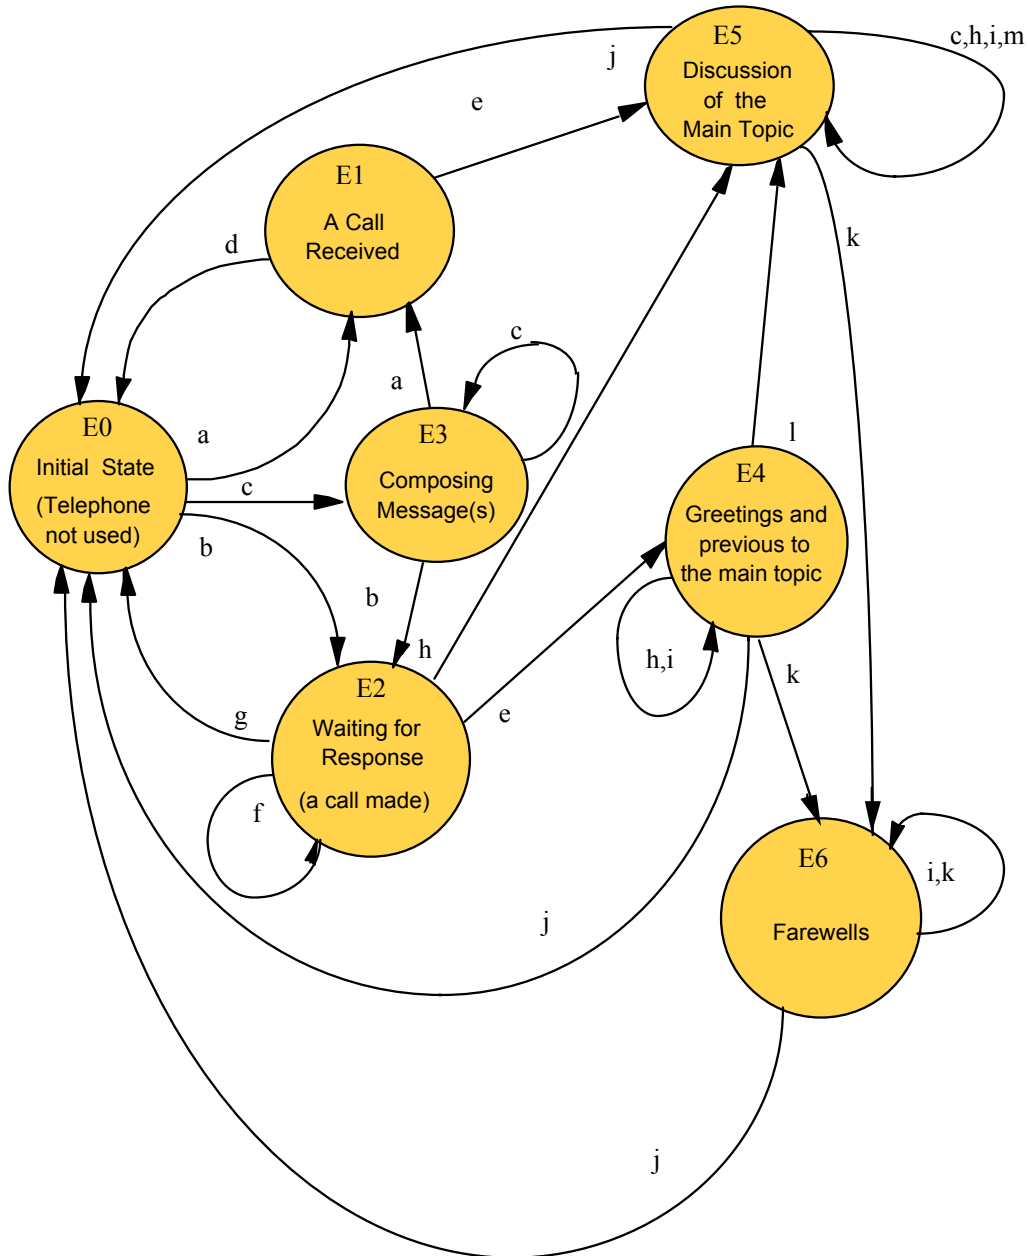 E5
Discussion
of the
Main Topic
c,h,i,m
j
e
E1
A Call
Received
d
k
c
a
E0
Initial State
(Telephone
not used)
a
c
b
E3
Composing
Message(s)
l
E4
Greetings and
previous to
the main topic
b
h
h,i
k
E2
Waiting for
Response
(a call made)
g
e
f
E6
Farewells
i,k
j
j